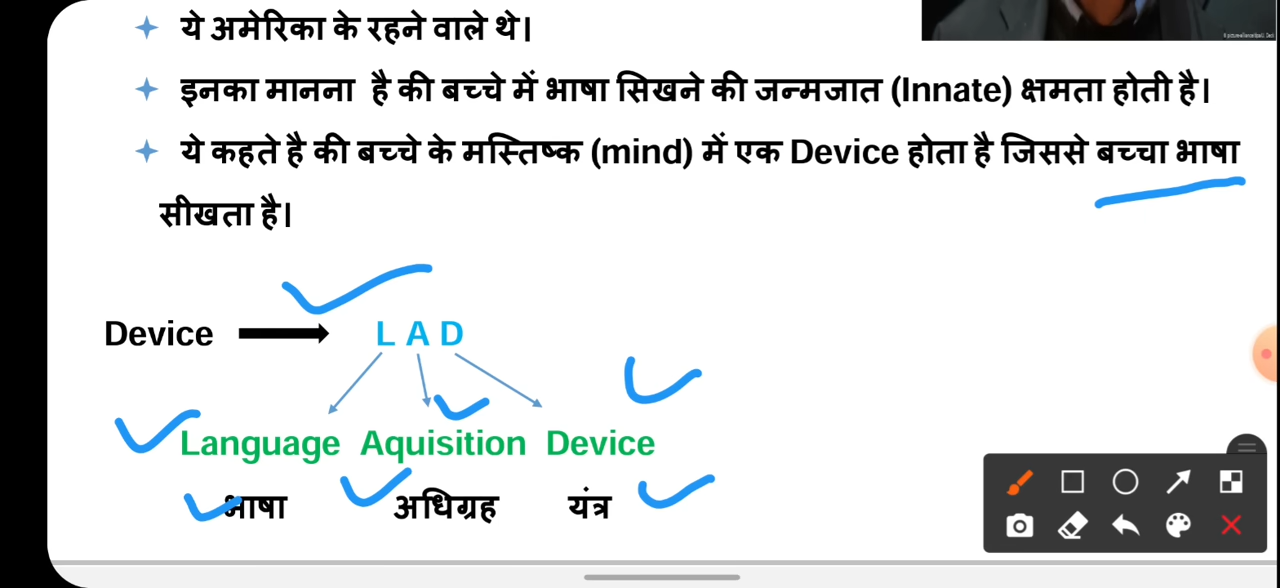 ये अमेरिका के रहने वाले थे।
इनका मानना है की बच्चे में भाषा सिखने की जन्मजात (Innate) क्षमता होती है।
ये कहते है की बच्चे के मस्तिष्क (mind) में एक Device होता है जिससे बच्चा भाषा
सीखता है।
Device L A D
Language Aquisition Device
भाषा अधिग्रह यंत्र